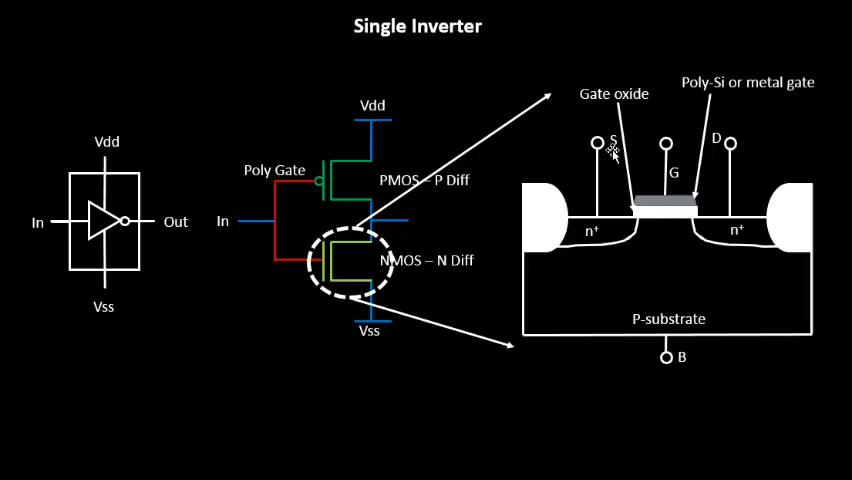 Single Inverter
Vdd
In
Out
Vss
Vdd
Poly Gate
PMOS – P Diff
In
NMOS – N Diff
Vss
Gate oxide
Poly-Si or metal gate
S
G
D
n+
n+
P-substrate
B